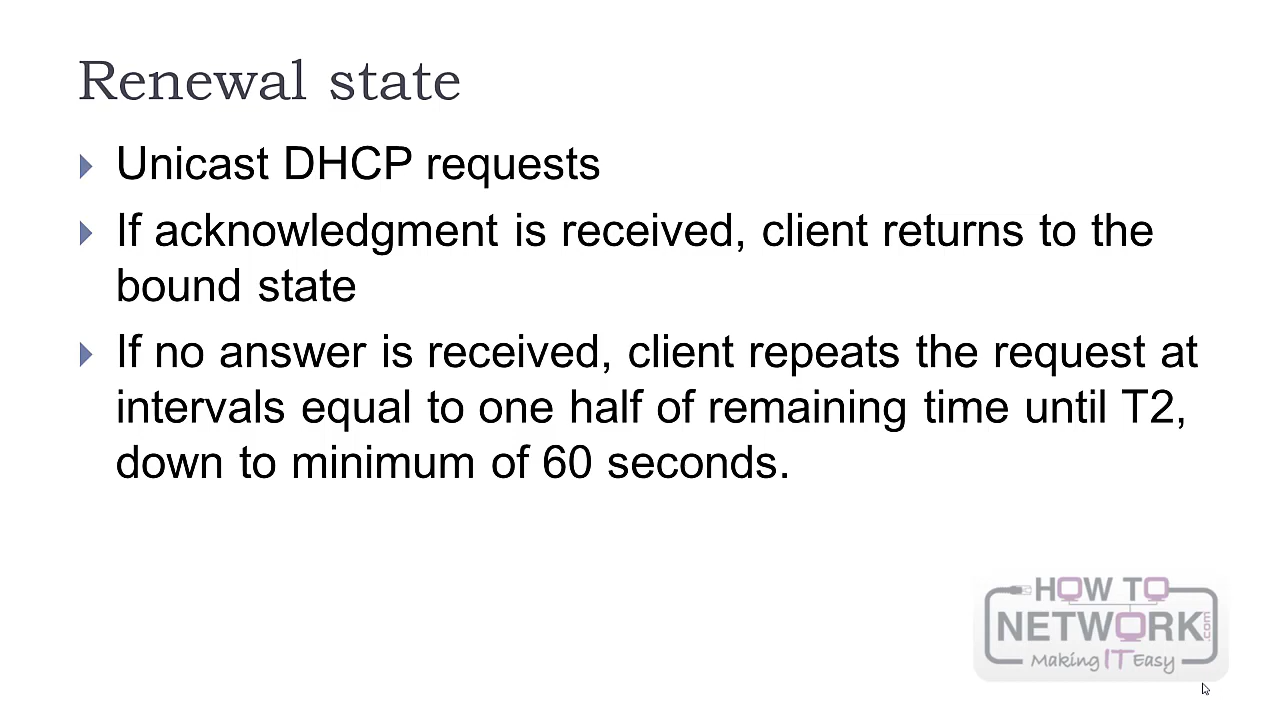 Renewal state
Unicast DHCP requests
If acknowledgment is received, client returns to the
bound state
If no answer is received, client repeats the request at
intervals equal to one half of remaining time until T2,
down to minimum of 60 seconds.
HOW TO
NETWORK.com
Making IT Easy